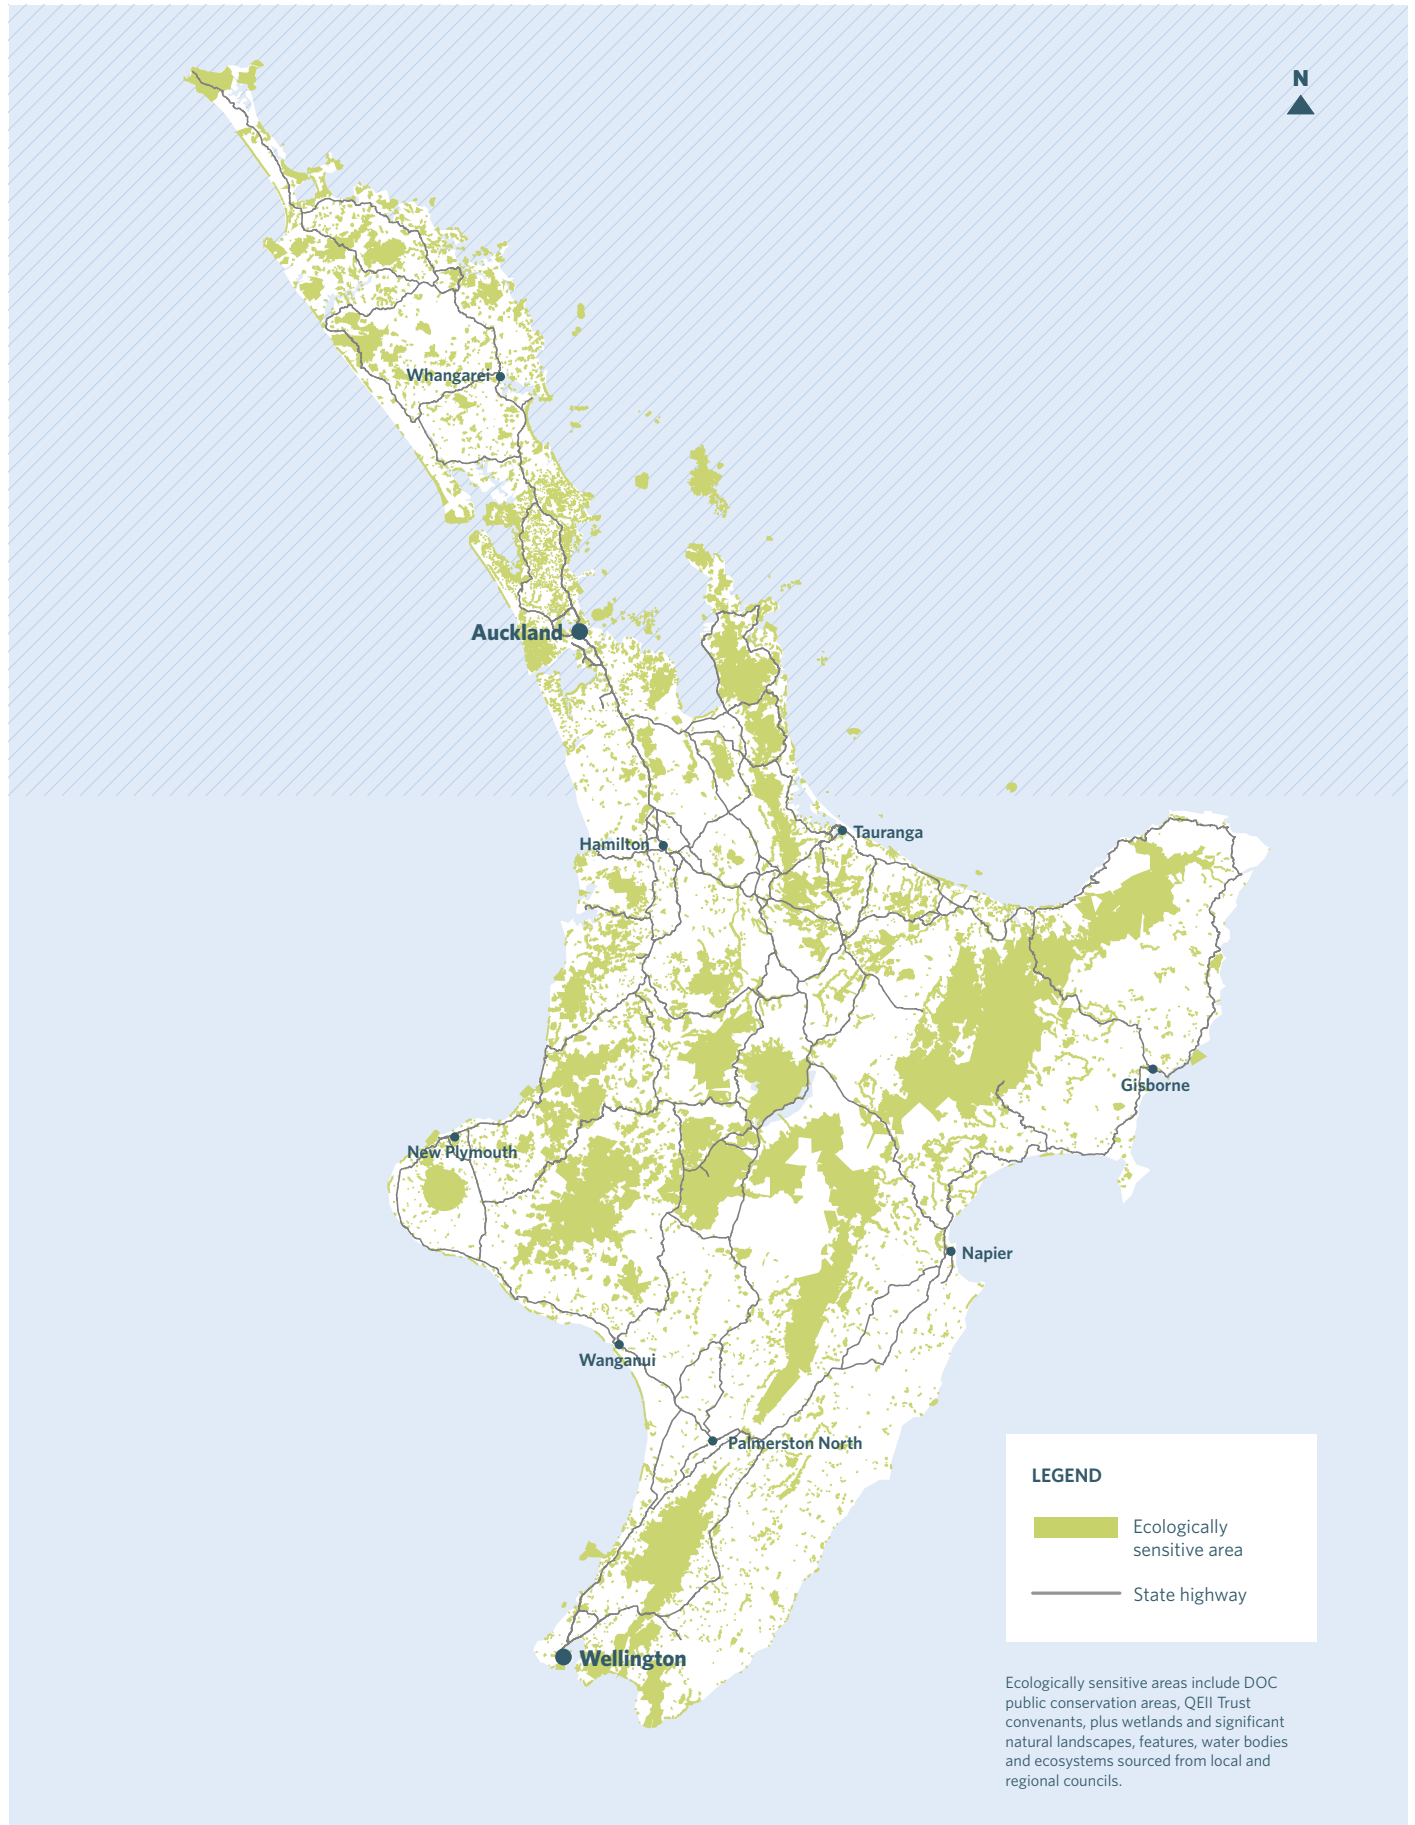 N
Whangarei
Auckland
Tauranga
Hamilton
Gisborne
New Plymouth
Napier
Wanganui
Palmerston North
Wellington
LEGEND
Ecologically
sensitive area
State highway
Ecologically sensitive areas include DOC
public conservation areas, QEII Trust
convenants, plus wetlands and significant
natural landscapes, features, water bodies
and ecosystems sourced from local and
regional councils.